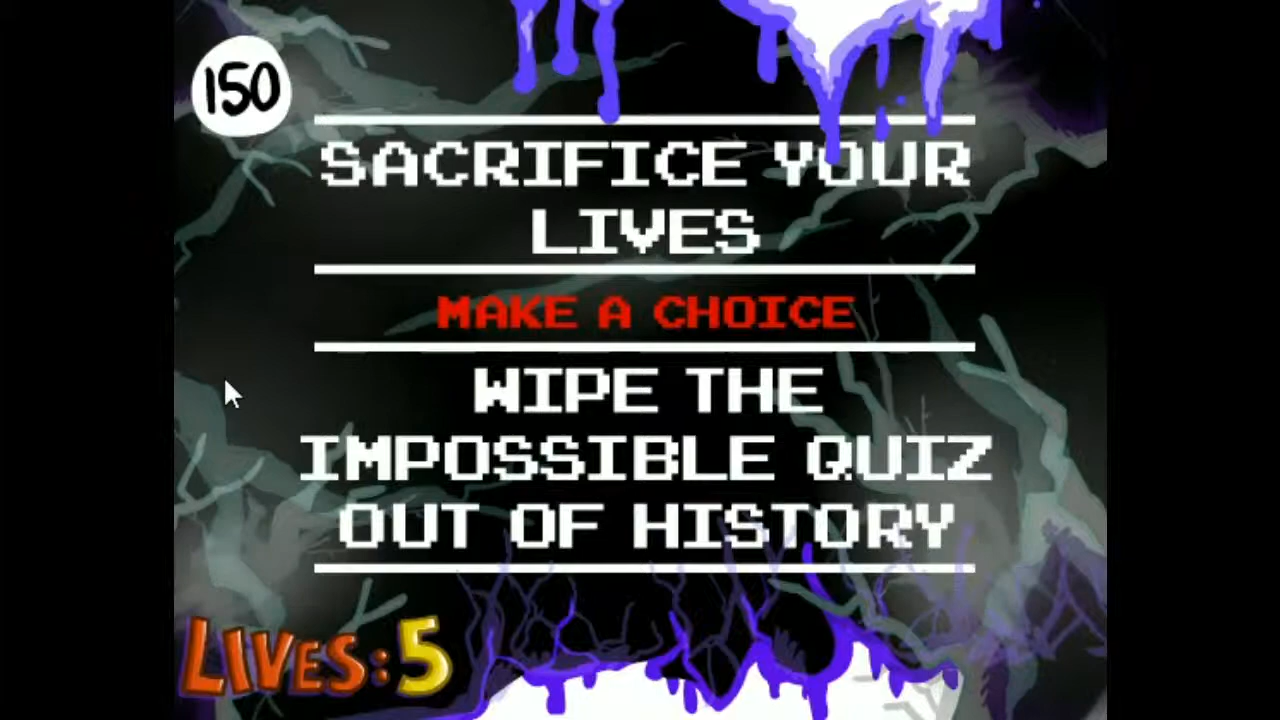 150
SACRIFICE YOUR
LIVES
MAKE A CHOICE
WIPE THE
IMPOSSIBLE QUIZ
OUT OF HISTORY
LIVES: 5